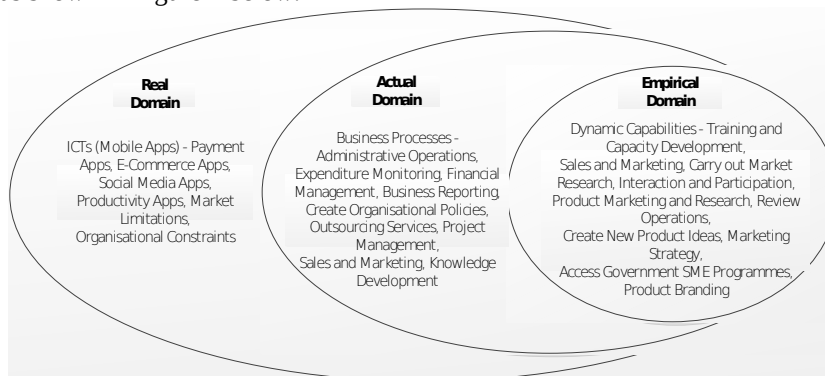 Real
Domain
ICTs (Mobile Apps) - Payment
Apps, E-Commerce Apps,
Social Media Apps,
Productivity Apps, Market
Limitations,
Organisational Constraints
Actual
Domain
Business Processes -
Administrative Operations,
Expenditure Monitoring, Financial
Management, Business Reporting,
Create Organisational Policies,
Outsourcing Services, Project
Management,
Sales and Marketing, Knowledge
Development
Empirical
Domain
Dynamic Capabilities - Training and
Capacity Development,
Sales and Marketing, Carry out Market
Research, Interaction and Participation,
Product Marketing and Research, Review
Operations,
Create New Product Ideas, Marketing
Strategy,
Access Government SME Programmes,
Product Branding